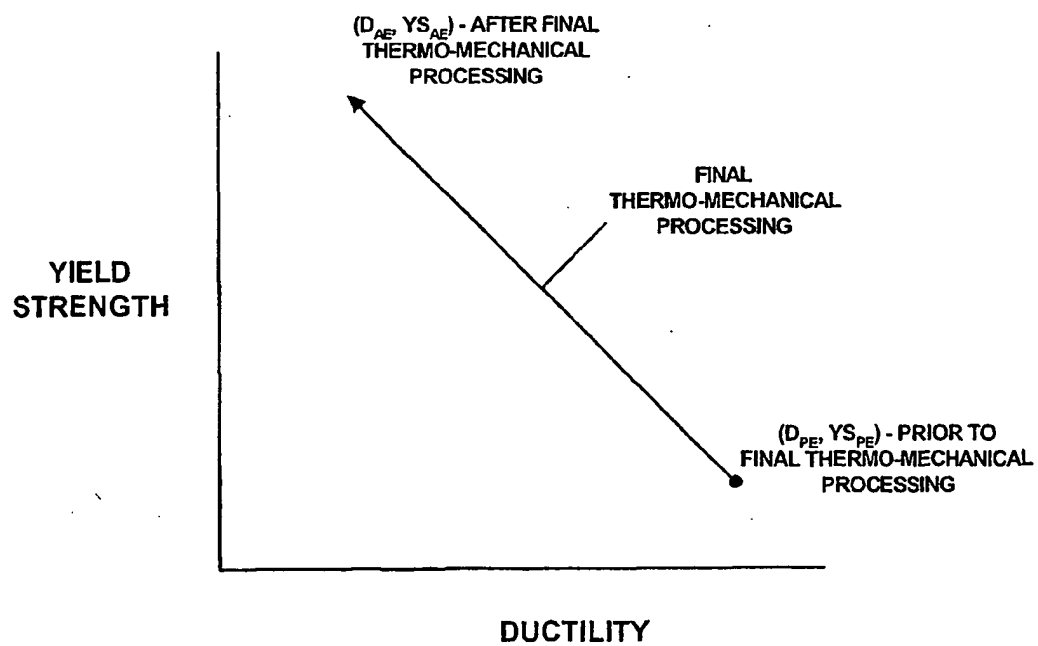 (D_AE, YS_AE) - AFTER FINAL
THERMO-MECHANICAL
PROCESSING
FINAL
THERMO-MECHANICAL
PROCESSING
YIELD
STRENGTH
(D_PE, YS_PE) - PRIOR TO
FINAL THERMO-MECHANICAL
PROCESSING
DUCTILITY